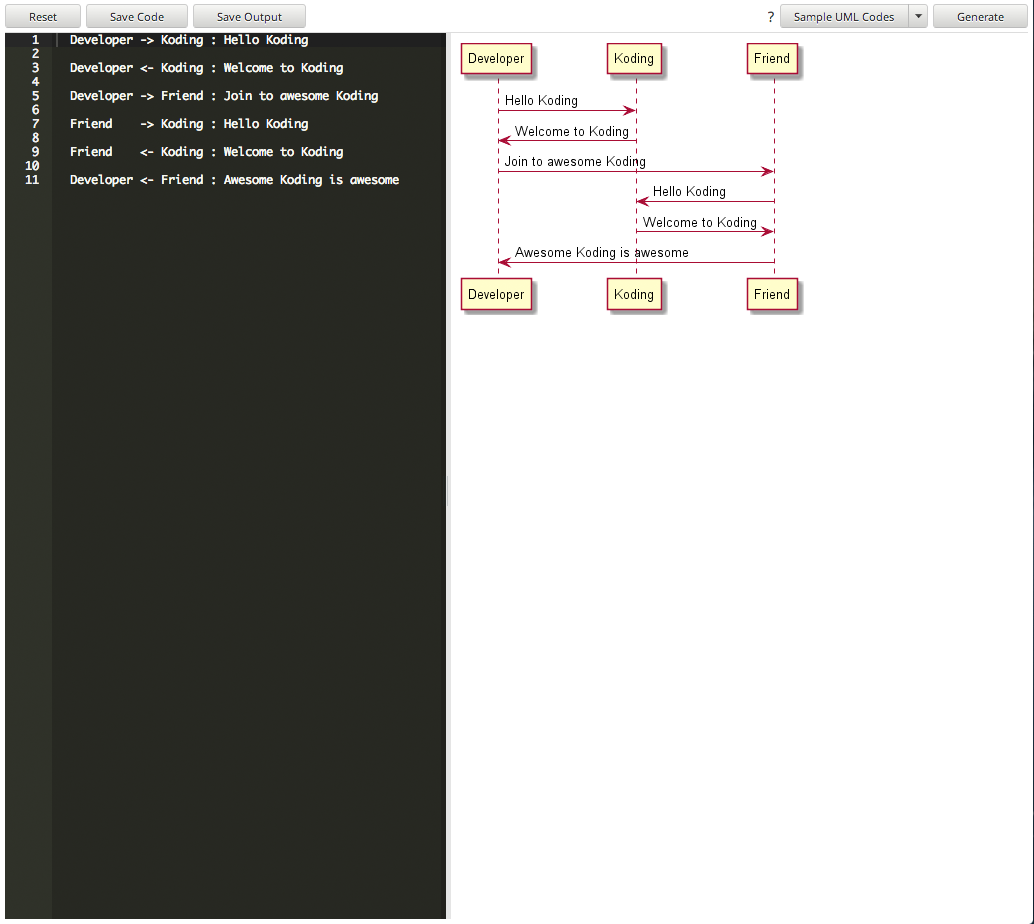 Reset Save Code Save Output ? Sample UML Codes Generate
1 Developer -> Koding : Hello Koding
2
3 Developer <- Koding : Welcome to Koding
4
5 Developer -> Friend : Join to awesome Koding
6
7 Friend    -> Koding : Hello Koding
8
9 Friend    <- Koding : Welcome to Koding
10
11 Developer <- Friend : Awesome Koding is awesome
Developer Koding Friend
Hello Koding
Welcome to Koding
Join to awesome Koding
Hello Koding
Welcome to Koding
Awesome Koding is awesome
Developer Koding Friend